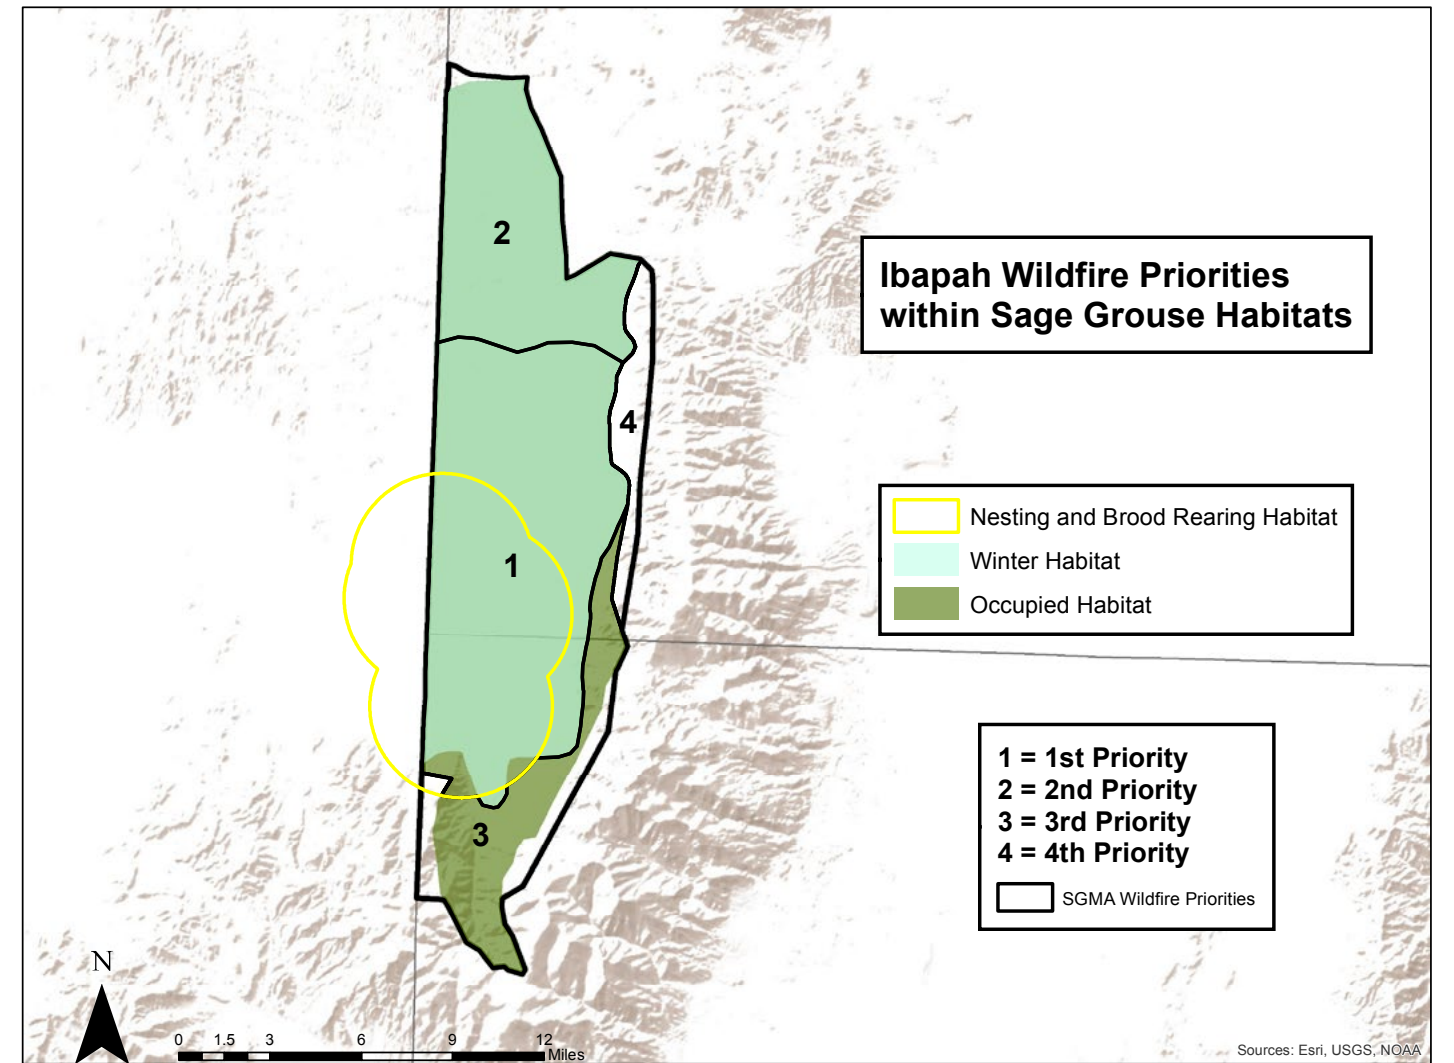 2
Ibapah Wildfire Priorities
within Sage Grouse Habitats
4
Nesting and Brood Rearing Habitat
1
Winter Habitat
Occupied Habitat
1 = 1st Priority
2 = 2nd Priority
3 = 3rd Priority
4 = 4th Priority
3
SGMA Wildfire Priorities
N
0 1.5 3 6 9 12
Miles
Sources: Esri, USGS, NOAA